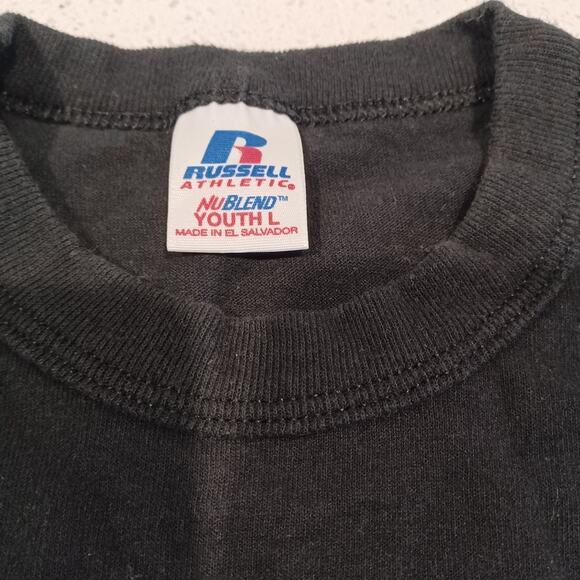 R
RUSSELL
ATHLETIC®
NUBLEND™
YOUTH L
MADE IN EL SALVADOR